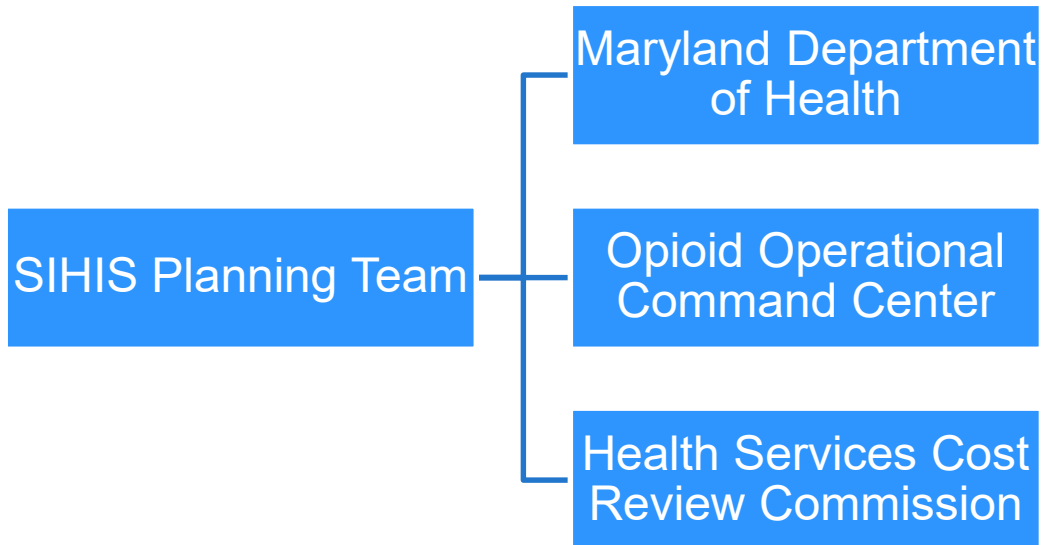 SIHIS Planning Team
Maryland Department
of Health
Opioid Operational
Command Center
Health Services Cost
Review Commission